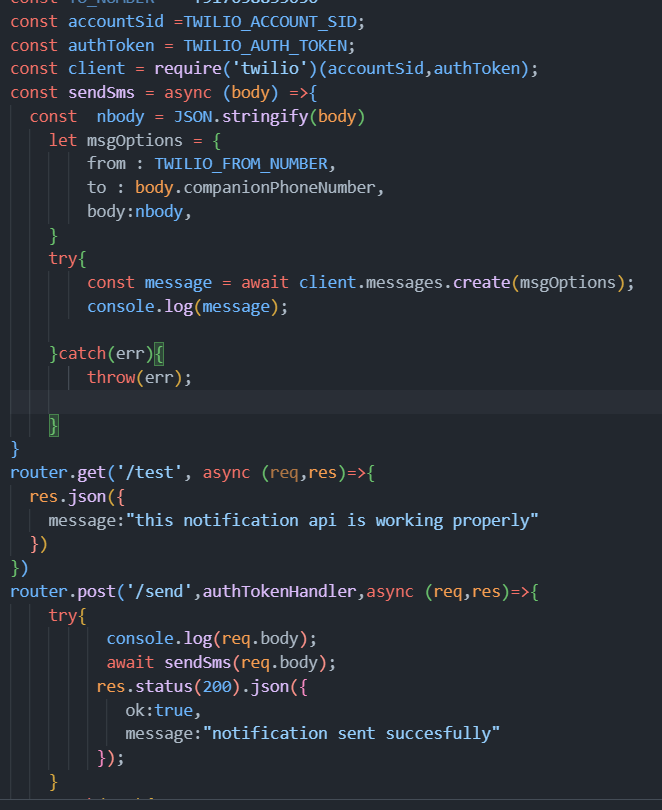 const accountSid =TWILIO_ACCOUNT_SID;
const authToken = TWILIO_AUTH_TOKEN;
const client = require('twilio')(accountSid,authToken);
const sendSms = async (body) =>{
  const  nbody = JSON.stringify(body)
    let msgOptions = {
        from : TWILIO_FROM_NUMBER,
        to : body.companionPhoneNumber,
        body:nbody,
    }
    try{
        const message = await client.messages.create(msgOptions);
        console.log(message);
    }catch(err){
        throw(err);
    }
}
router.get('/test', async (req,res)=>{
  res.json({
    message:"this notification api is working properly"
  })
})
router.post('/send',authTokenHandler,async (req,res)=>{
    try{
          console.log(req.body);
          await sendSms(req.body);
         res.status(200).json({
            ok:true,
            message:"notification sent succesfully"
         });
    }